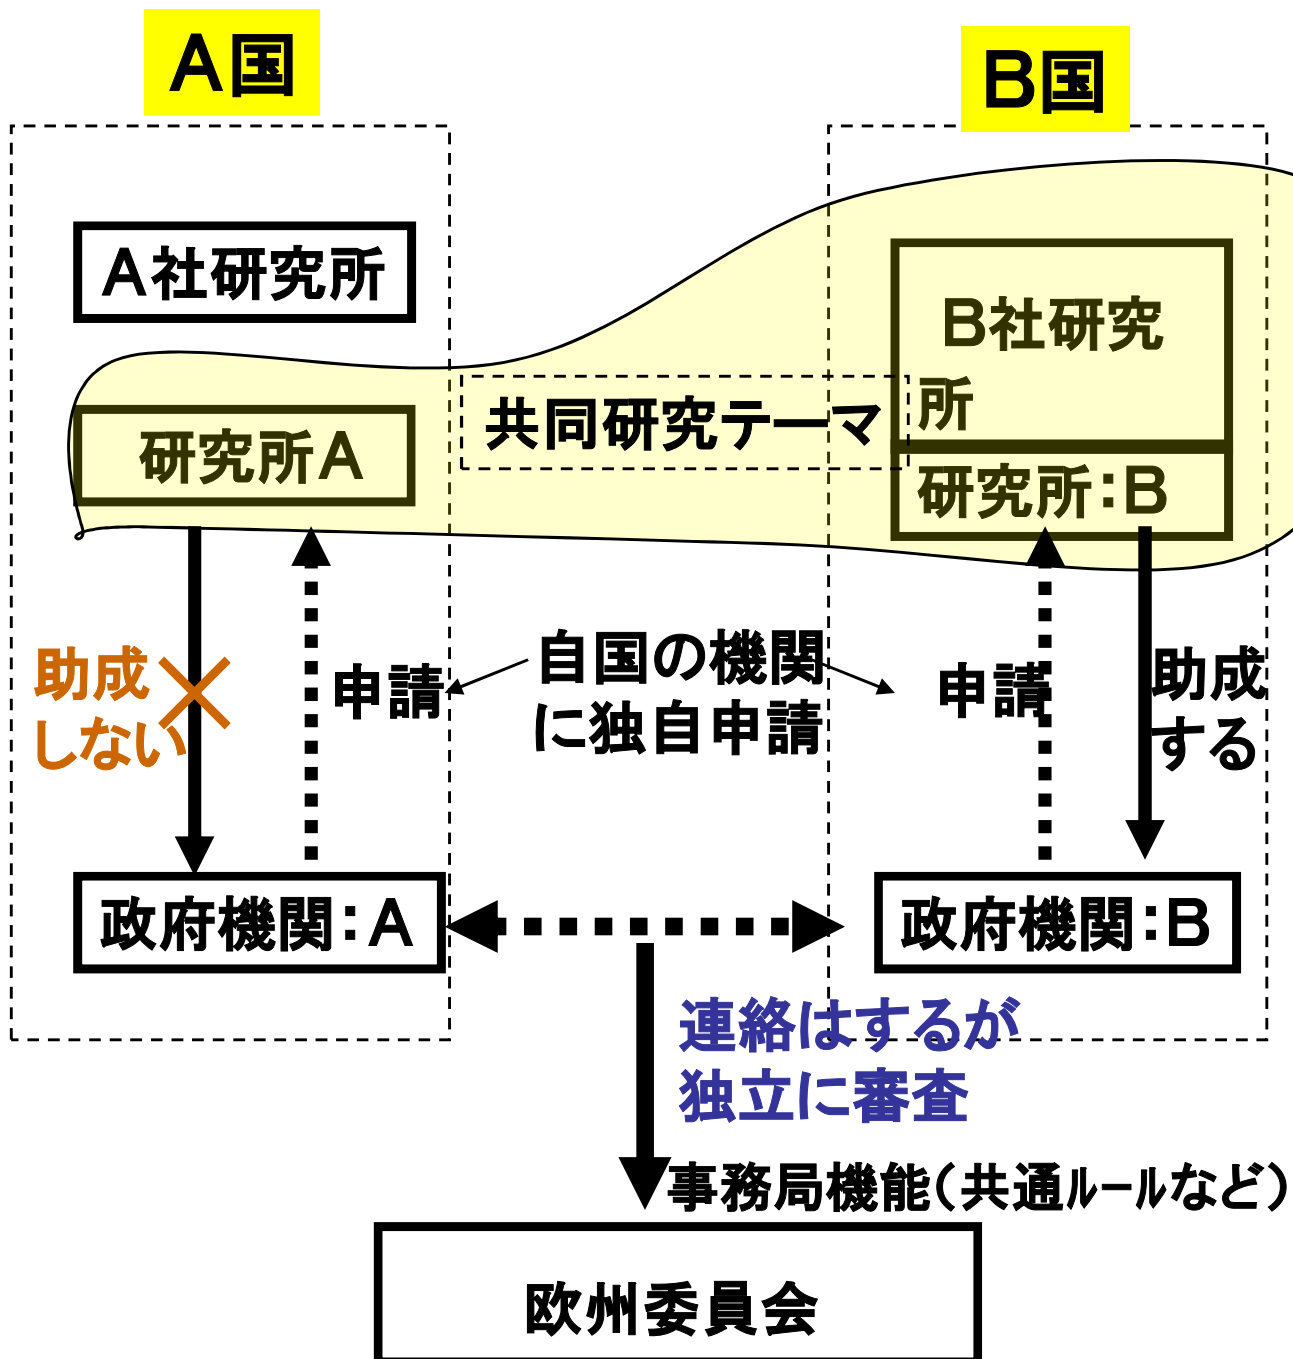 A国
B国
A社研究所
B社研究
所
共同研究テーマ
研究所A
研究所：B
助成
しない
申請
自国の機関
に独自申請
申請
助成
する
政府機関：A
政府機関：B
連絡はするが
独立に審査
事務局機能（共通ﾙｰﾙなど）
欧州委員会